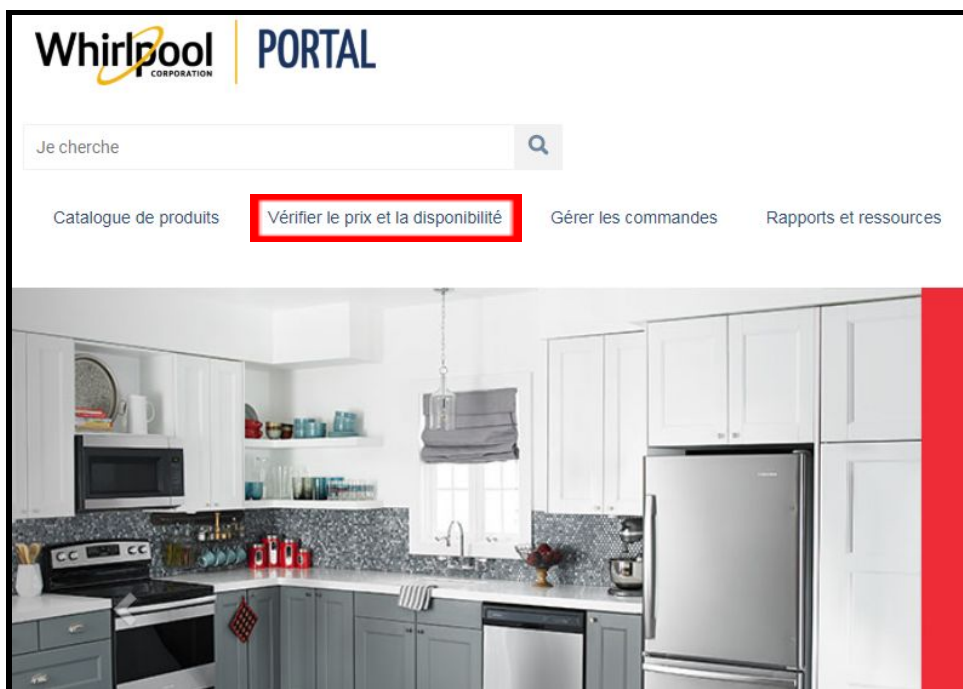 Whirlpool
CORPORATION
PORTAL
Je cherche
Catalogue de produits Vérifier le prix et la disponibilité Gérer les commandes Rapports et ressources